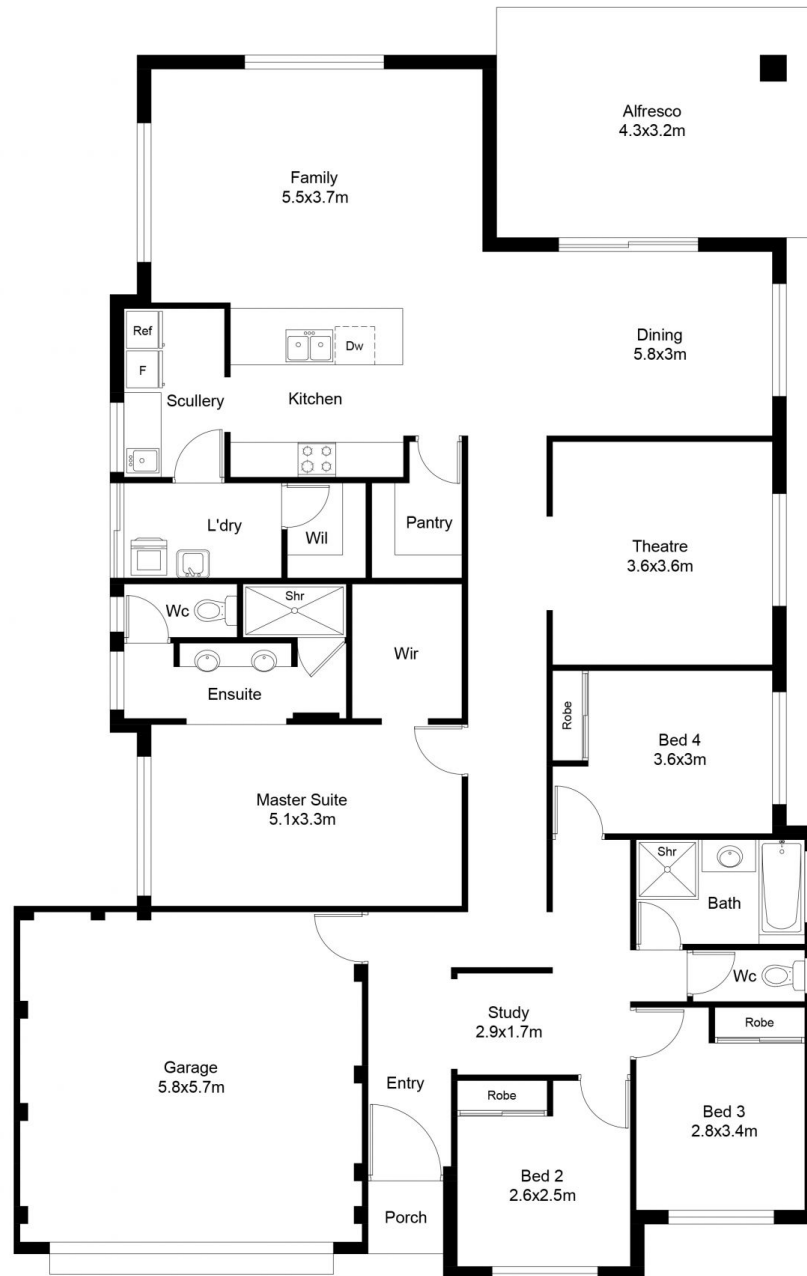 Alfresco
4.3x3.2m
Family
5.5x3.7m
Ref
Dw
Dining
5.8x3m
F
Scullery
Kitchen
L'dry
Wil
Pantry
Theatre
3.6x3.6m
Wc
Shr
Wir
Ensuite
Robe
Bed 4
3.6x3m
Master Suite
5.1x3.3m
Shr
Bath
Wc
Study
2.9x1.7m
Robe
Garage
5.8x5.7m
Entry
Robe
Bed 3
2.8x3.4m
Bed 2
2.6x2.5m
Porch